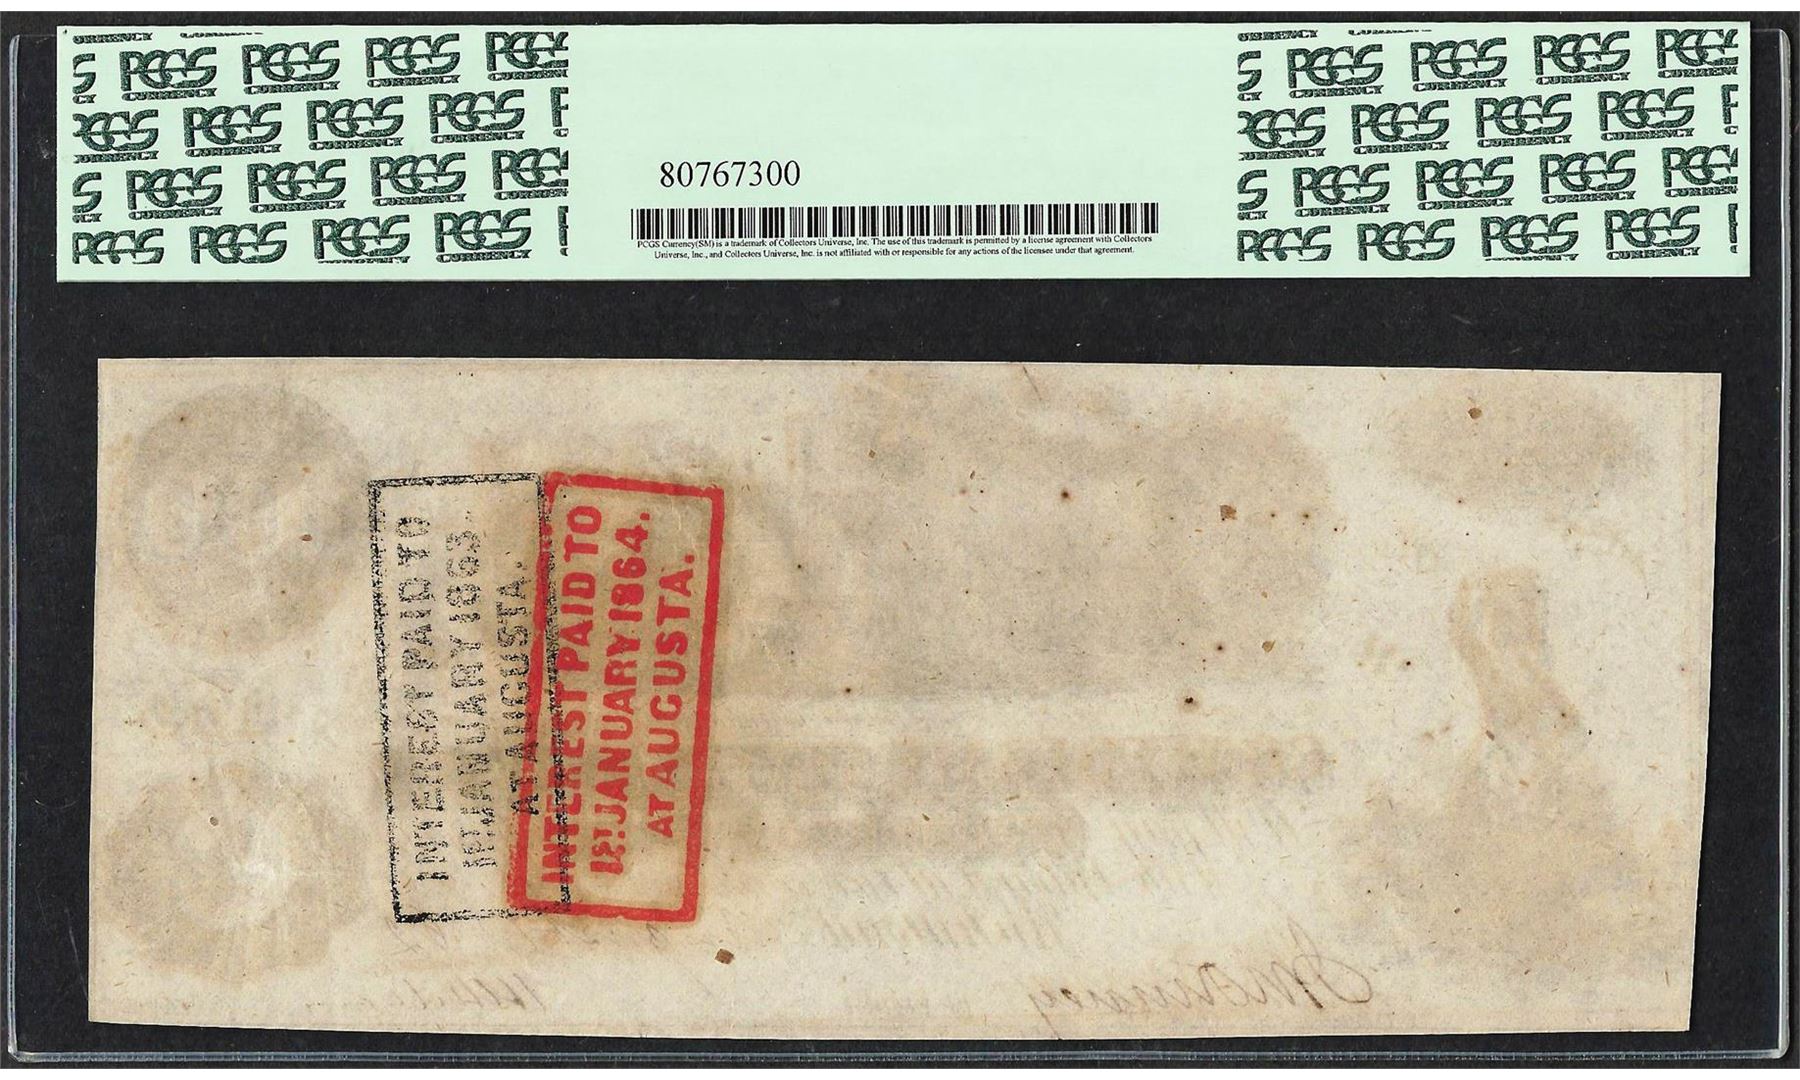 PCGS CURRENCY
80767300
PCGS Currency(SM) is a trademark of Collectors Universe, Inc. The use of this trademark is permitted by a license agreement with Collectors
Universe, Inc., and Collectors Universe, Inc. is not affiliated with or responsible for any actions of the licensee under that agreement.
INTEREST PAID TO
1ST JANUARY 1863.
AT AUGUSTA.
INTEREST PAID TO
1ST JANUARY 1864.
AT AUGUSTA.